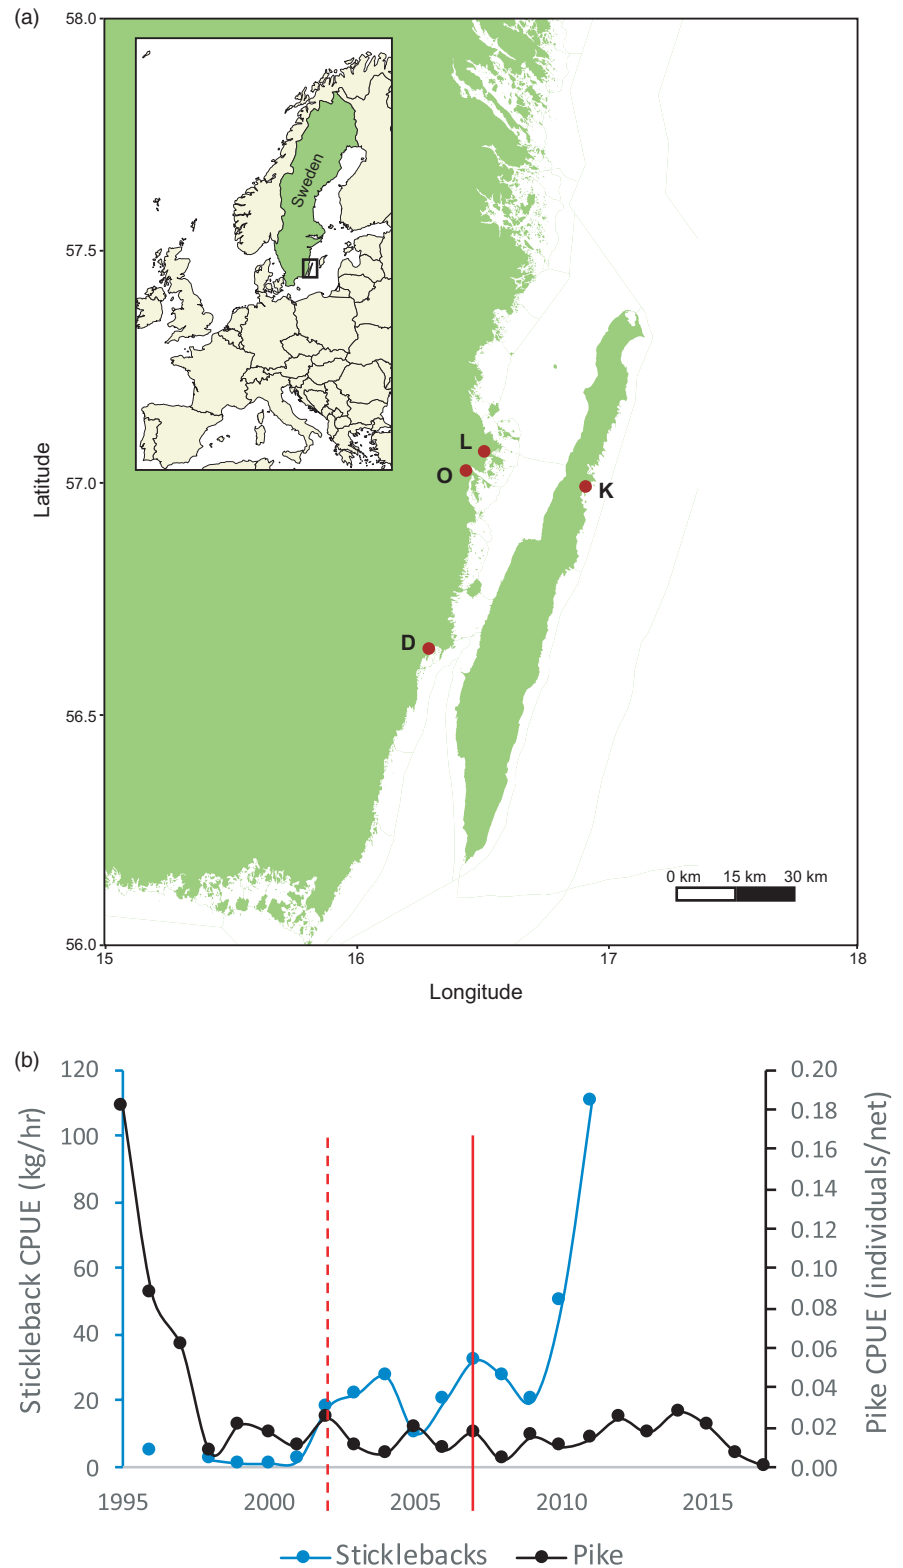 (a)
58.0
57.5
57.0
56.5
56.0
Latitude
Sweden
L
O
K
D
0 km 15 km 30 km
15 16 17 18
Longitude
(b)
120
100
80
60
40
20
0
Stickleback CPUE (kg/hr)
0.20
0.18
0.16
0.14
0.12
0.10
0.08
0.06
0.04
0.02
0.00
Pike CPUE (individuals/net)
1995 2000 2005 2010 2015
Sticklebacks Pike